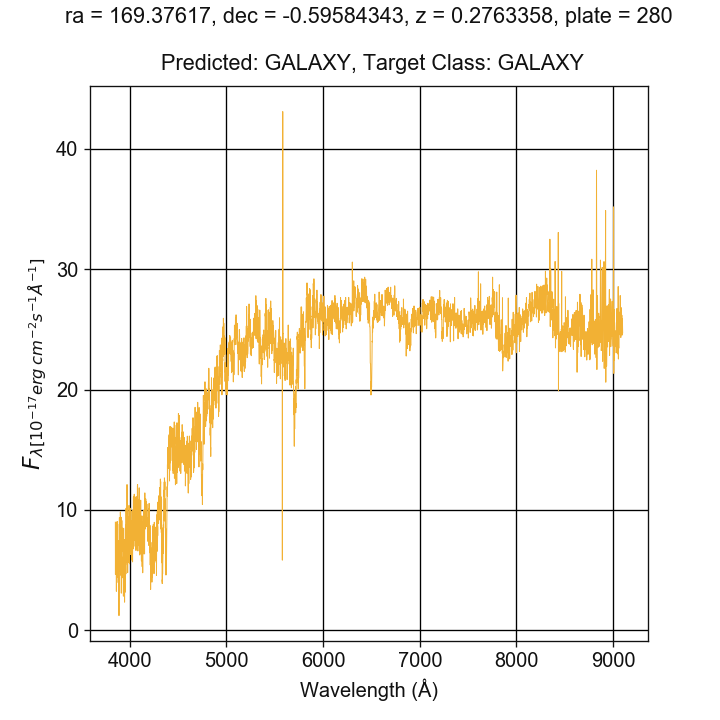 ra = 169.37617, dec = -0.59584343, z = 0.2763358, plate = 280
Predicted: GALAXY, Target Class: GALAXY
40
30
20
10
0
F_λ[10⁻¹⁷erg cm⁻²s⁻¹Å⁻¹]
4000 5000 6000 7000 8000 9000
Wavelength (Å)